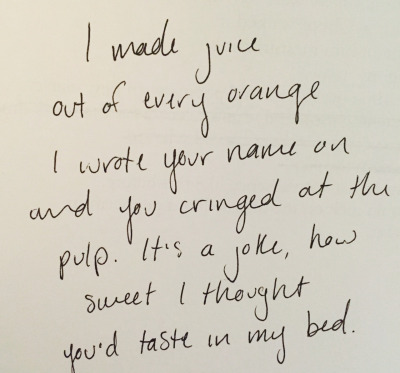 I made juice
out of every orange
I wrote your name on
and you cringed at the
pulp. It's a joke, how
sweet I thought
you'd taste in my bed.